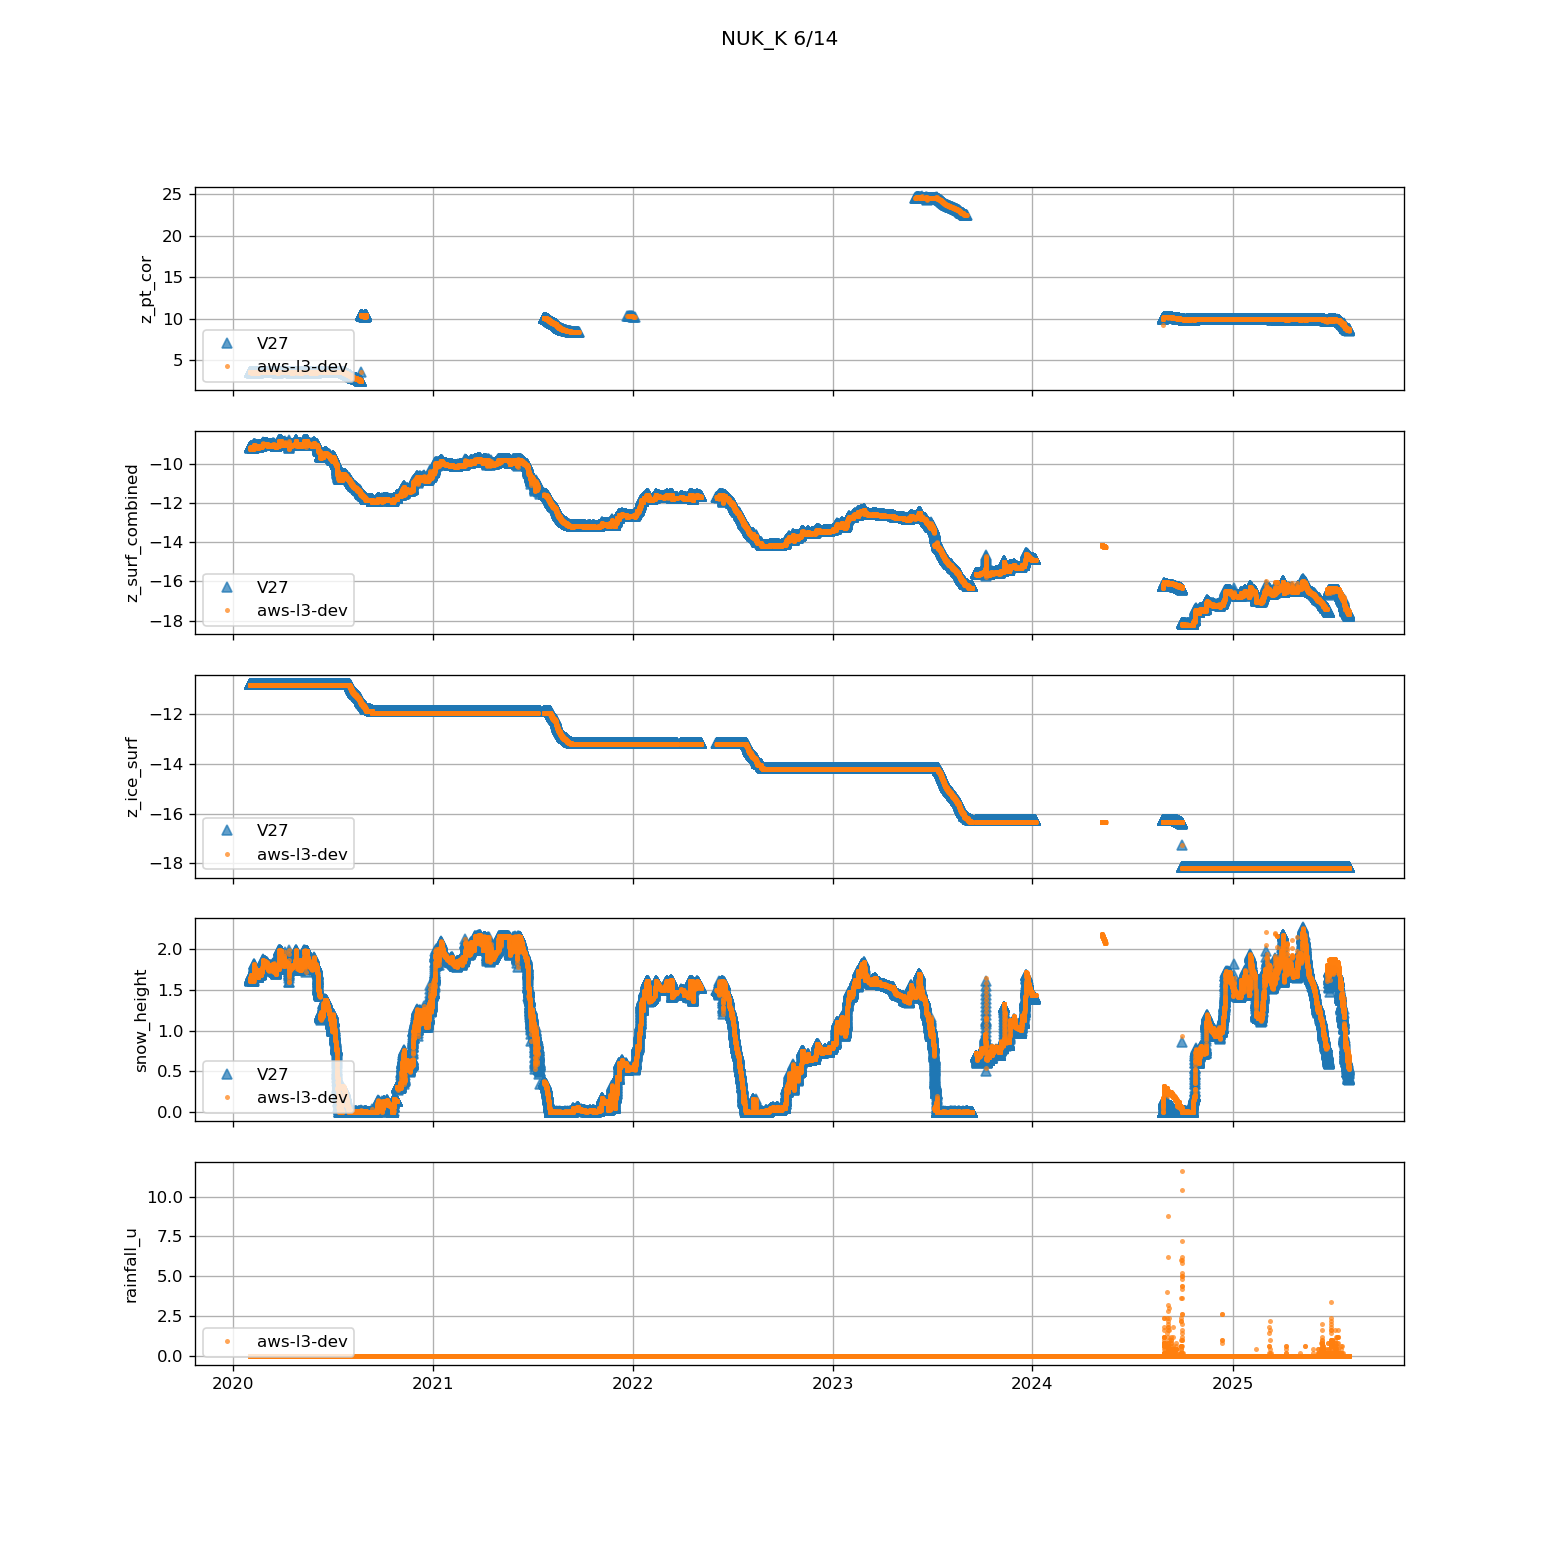 NUK_K 6/14
z_pt_cor
25
20
15
10
5
V27
aws-l3-dev
z_surf_combined
−10
−12
−14
−16
−18
V27
aws-l3-dev
z_ice_surf
−12
−14
−16
−18
V27
aws-l3-dev
snow_height
2.0
1.5
1.0
0.5
0.0
V27
aws-l3-dev
rainfall_u
10.0
7.5
5.0
2.5
0.0
aws-l3-dev
2020 2021 2022 2023 2024 2025